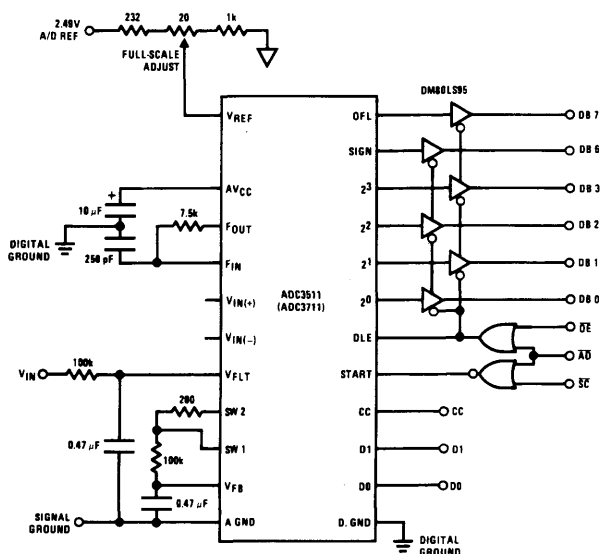 2.49V
A/D REF
232
20
1k
FULL-SCALE
ADJUST
DM80LS95
VREF
OFL
DB 7
SIGN
DB 6
AVCC
2³
DB 3
+
10 µF
7.5k
FOUT
2²
DB 2
DIGITAL
GROUND
250 pF
FIN
2¹
DB 1
ADC3511
(ADC3711)
VIN(+)
2⁰
DB 0
VIN(−)
DLE
OE
AD
VIN
100k
VFLT
START
SC
200
SW 2
CC
CC
0.47 µF
100k
SW 1
D1
D1
VFB
D0
D0
0.47 µF
SIGNAL
GROUND
A GND
D. GND
DIGITAL
GROUND